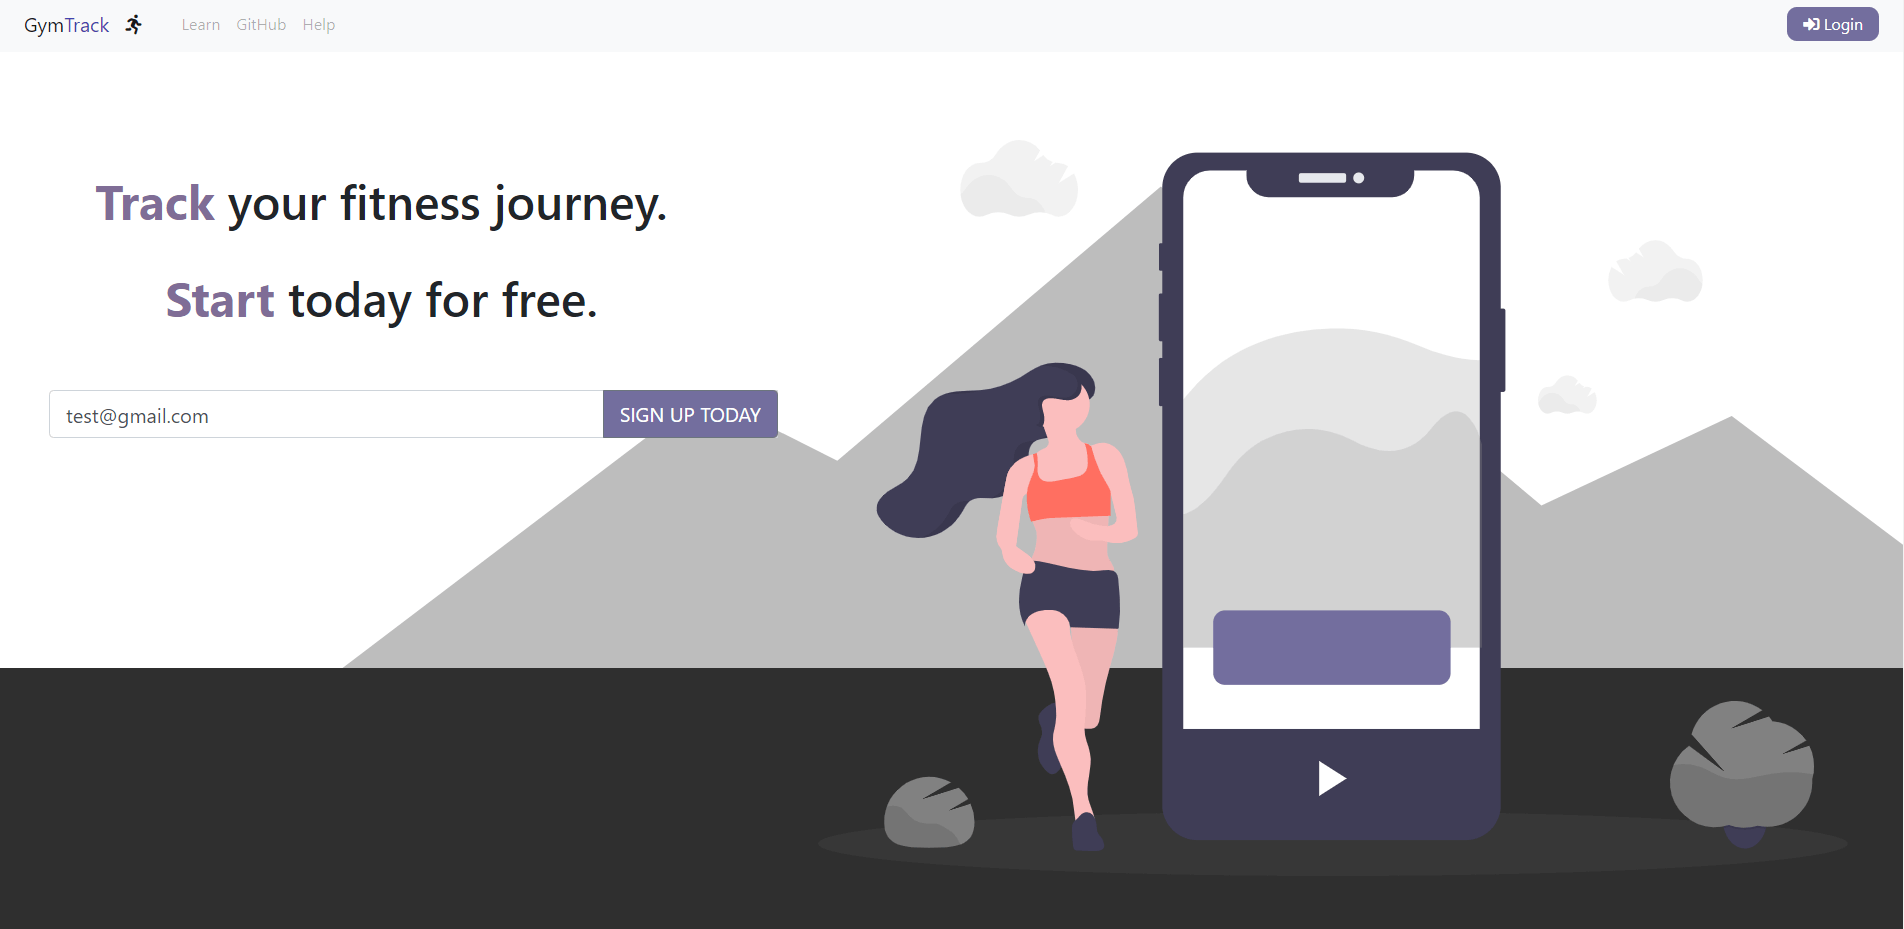 GymTrack Learn GitHub Help Login
Track your fitness journey.
Start today for free.
test@gmail.com SIGN UP TODAY